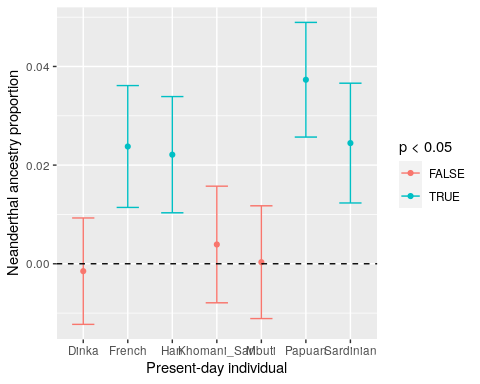 Neanderthal ancestry proportion
0.04
0.02
0.00
Dinka French Han Khomani_San Mbuti Papuan Sardinian
Present-day individual
p < 0.05
FALSE
TRUE